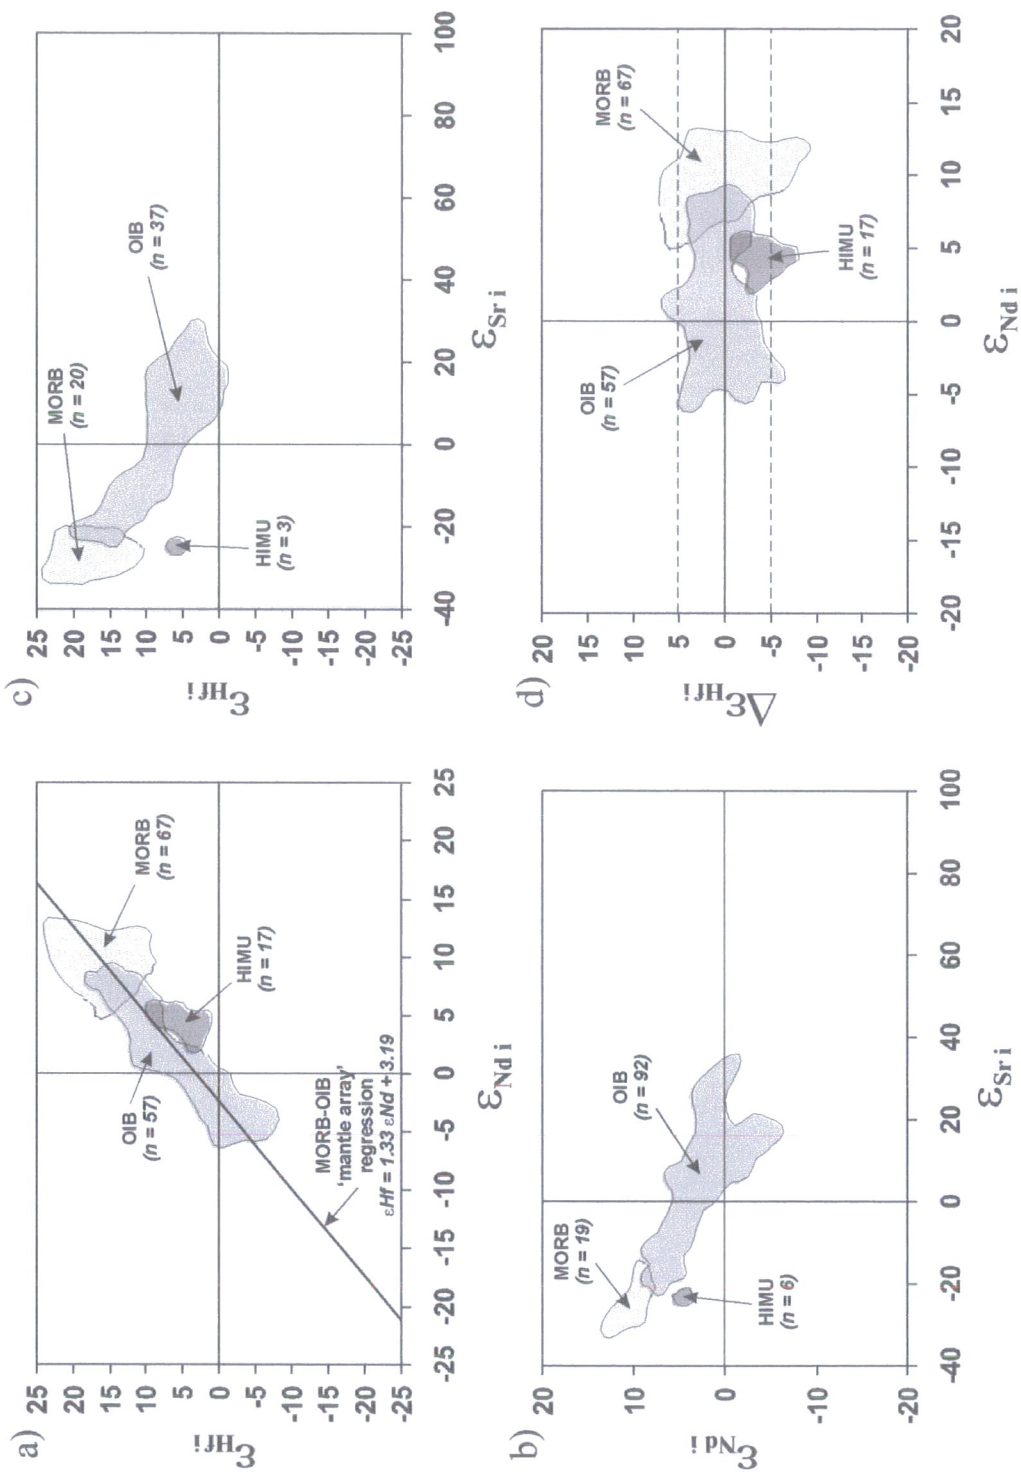 a)
25
20
15
10
5
0
-5
-10
-15
-20
-25
εHf i
-25
-20
-15
-10
-5
0
5
10
15
20
25
εNd i
OIB
(n = 57)
MORB
(n = 67)
HIMU
(n = 17)
MORB-OIB
'mantle array'
regression
εHf = 1.33 εNd + 3.19
b)
20
10
0
-10
-20
εNd i
-40
-20
0
20
40
60
80
100
εSr i
MORB
(n = 19)
OIB
(n = 92)
HIMU
(n = 6)
c)
25
20
15
10
5
0
-5
-10
-15
-20
-25
εHf i
-40
-20
0
20
40
60
80
100
εSr i
MORB
(n = 20)
OIB
(n = 37)
HIMU
(n = 3)
d)
20
15
10
5
0
-5
-10
-15
-20
ΔεHf i
-20
-15
-10
-5
0
5
10
15
20
εNd i
OIB
(n = 57)
MORB
(n = 67)
HIMU
(n = 17)